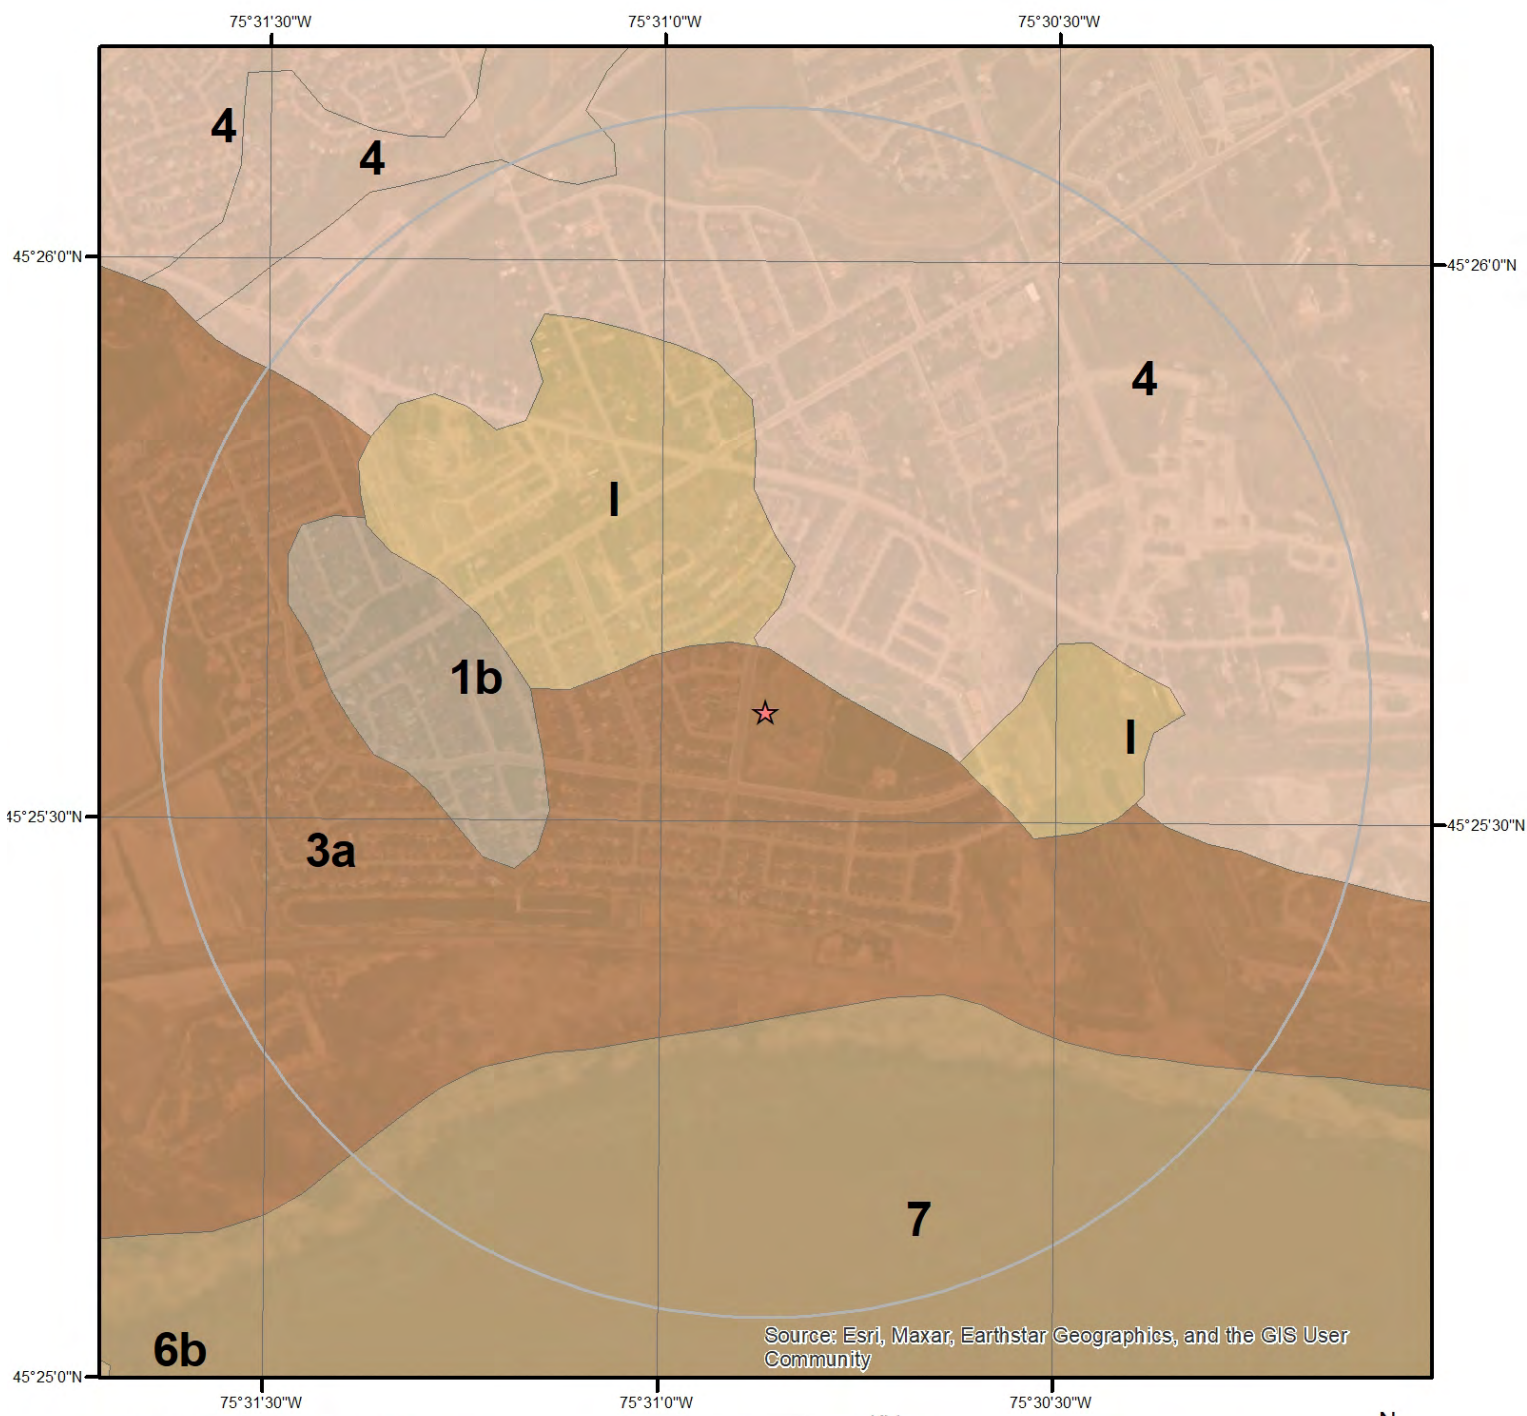 75°31'30"W 75°31'0"W 75°30'30"W
4
4
45°26'0"N 45°26'0"N
4
I
1b
I
45°25'30"N 45°25'30"N
3a
7
Source: Esri, Maxar, Earthstar Geographics, and the GIS User
Community
6b
45°25'0"N
75°31'30"W 75°31'0"W 75°30'30"W